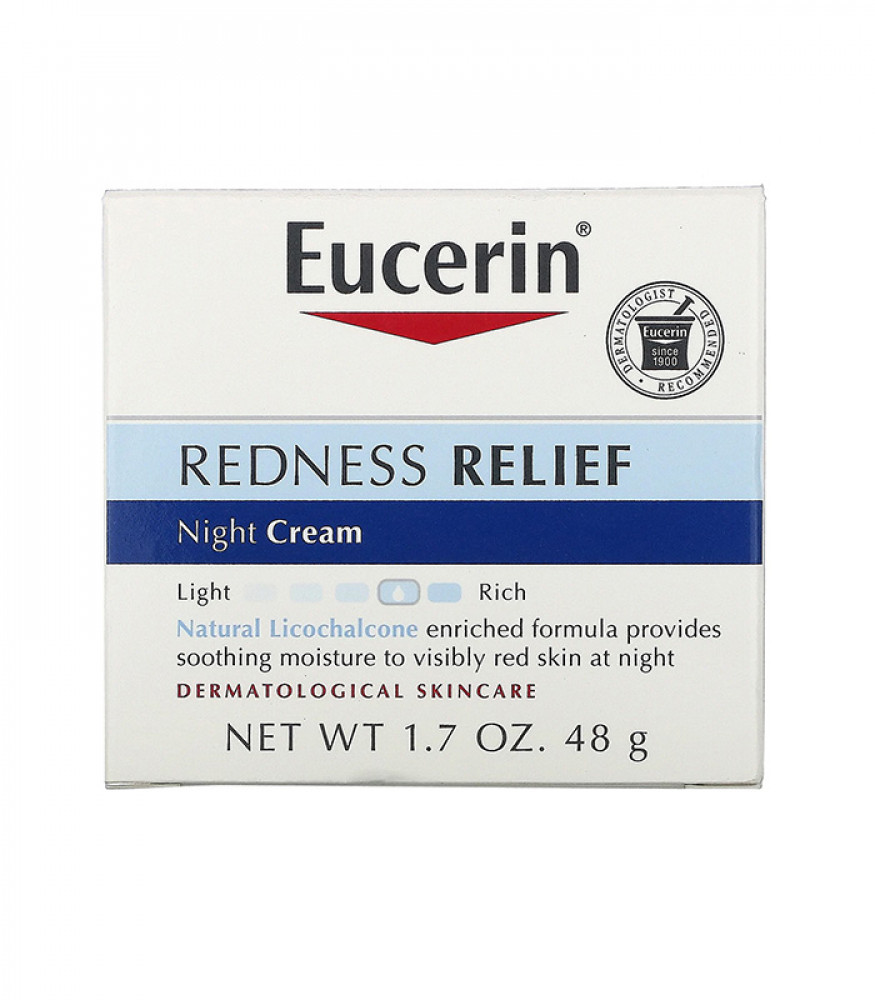 Eucerin®
DERMATOLOGIST RECOMMENDED
Eucerin
since
1900
REDNESS RELIEF
Night Cream
Light Rich
Natural Licochalcone enriched formula provides
soothing moisture to visibly red skin at night
DERMATOLOGICAL SKINCARE
NET WT 1.7 OZ. 48 g